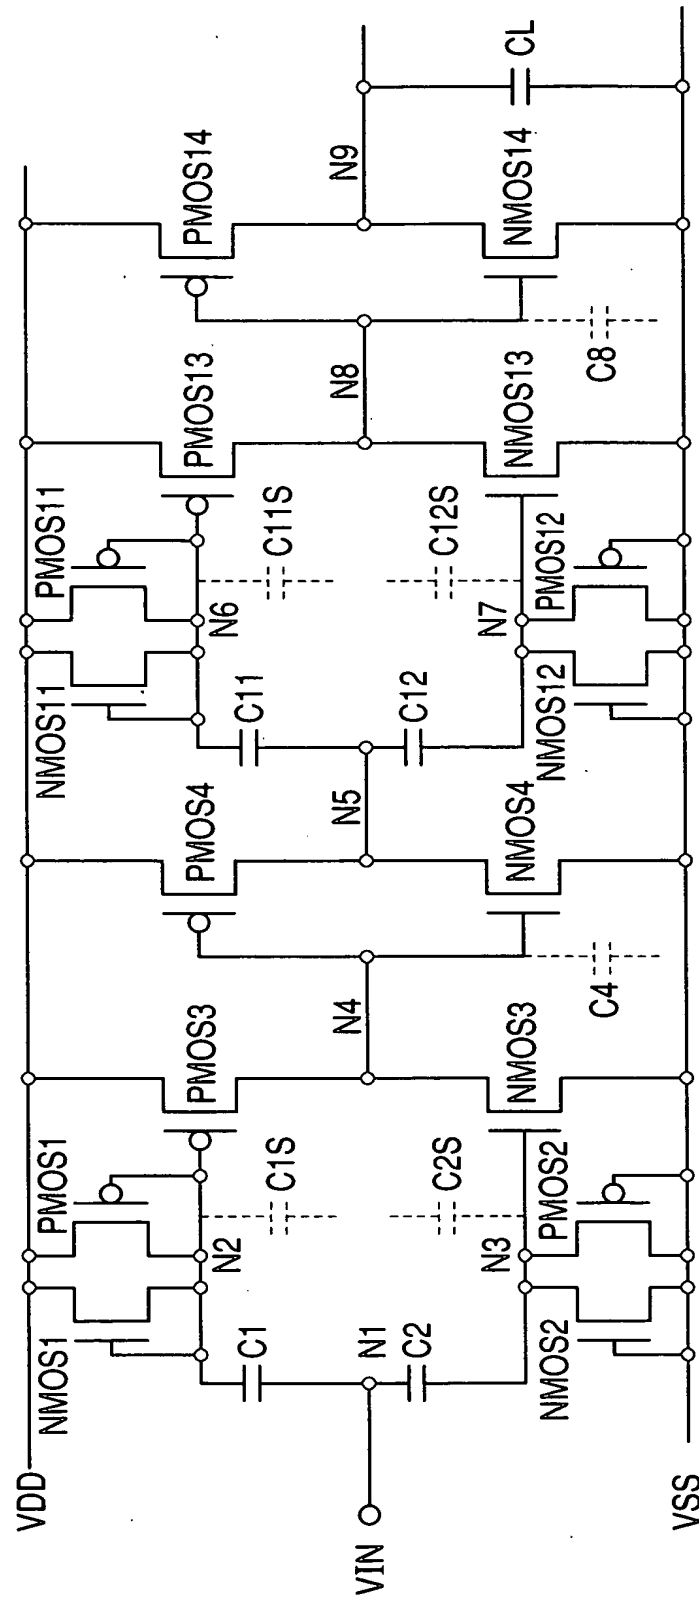 VDD
NMOS1
PMOS1
NMOS11
PMOS11
C1
N2
C1S
PMOS3
PMOS4
C11
N6
C11S
PMOS13
PMOS14
VIN
N1
N4
N5
N8
N9
C2
N3
C2S
NMOS3
NMOS4
C12
N7
C12S
NMOS13
NMOS14
CL
NMOS2
PMOS2
C4
NMOS12
PMOS12
C8
VSS